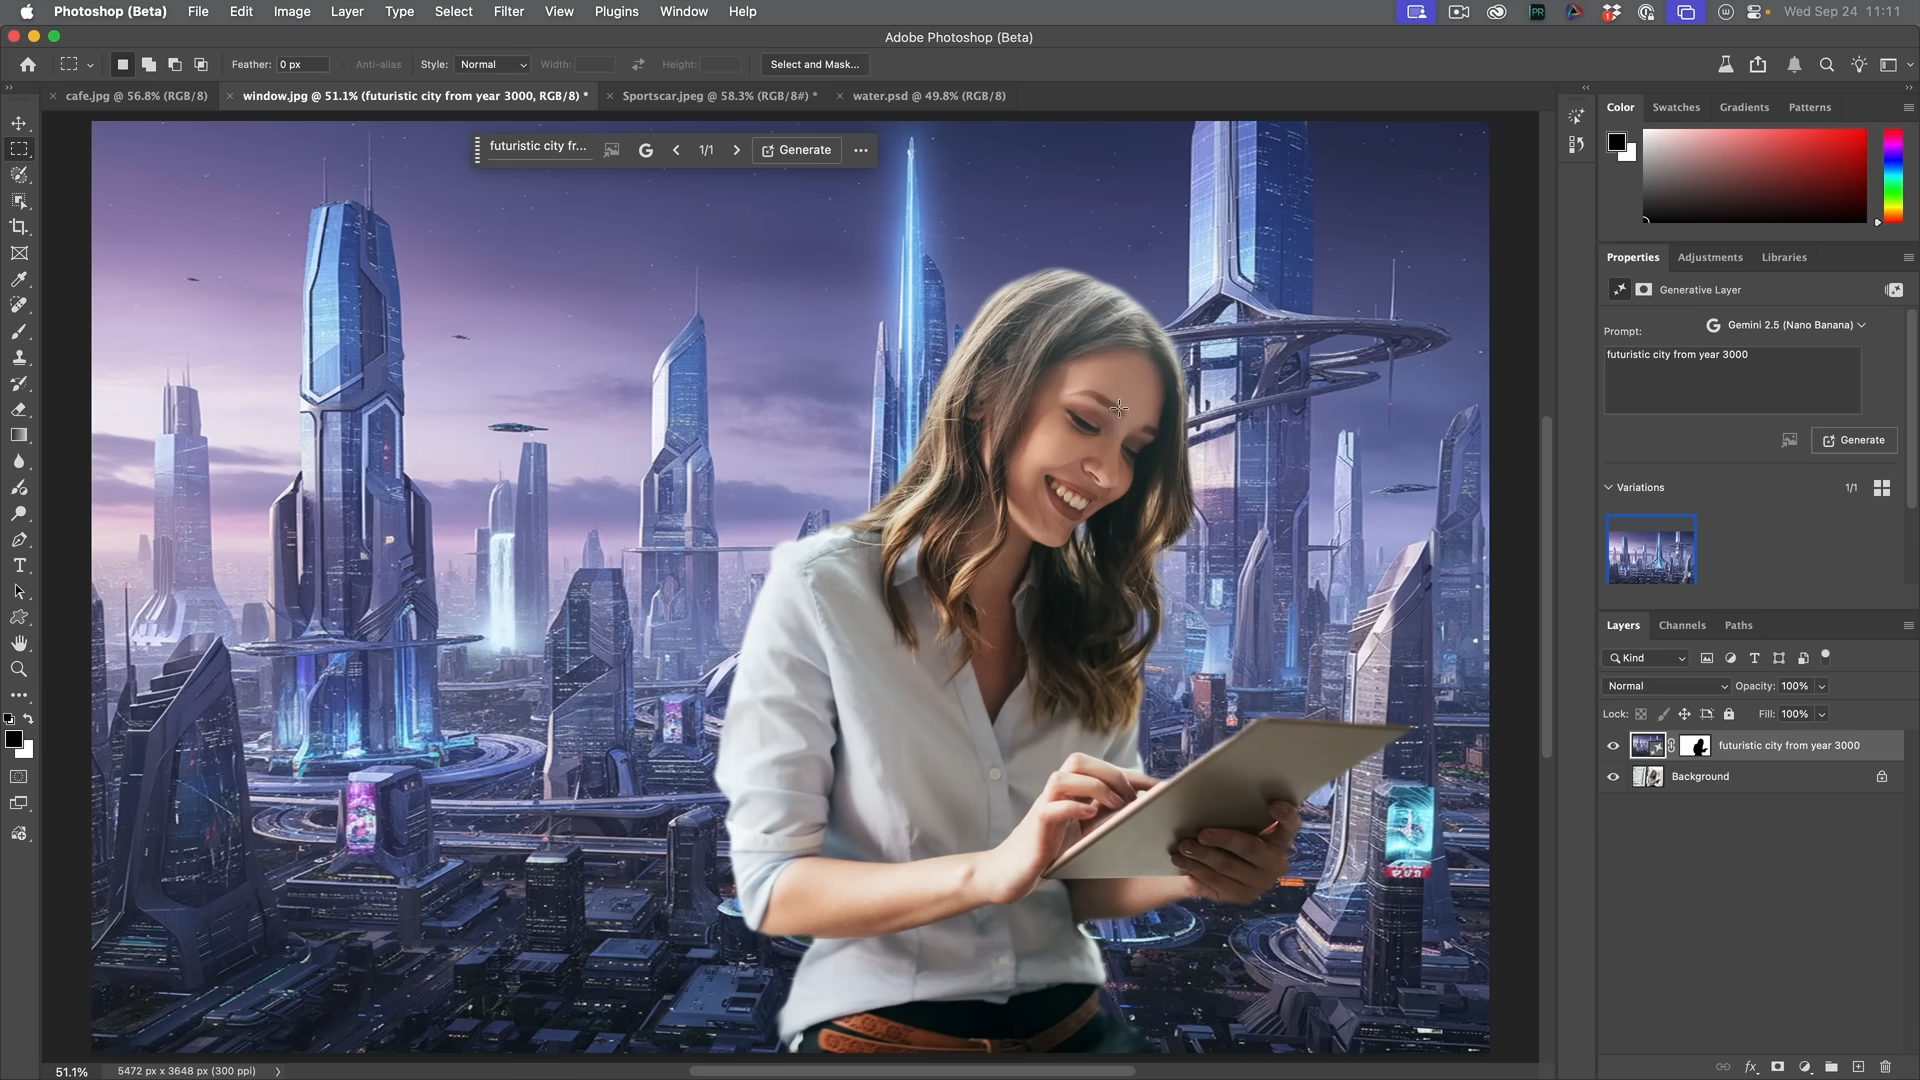 Photoshop (Beta) File Edit Image Layer Type Select Filter View Plugins Window Help Wed Sep 24 11:11
Adobe Photoshop (Beta)
Feather: 0 px Anti-alias Style: Normal Width: Height: Select and Mask...
cafe.jpg @ 56.8% (RGB/8) window.jpg @ 51.1% (futuristic city from year 3000, RGB/8) * Sportscar.jpeg @ 58.3% (RGB/8#) * water.psd @ 49.8% (RGB/8)
Color Swatches Gradients Patterns
futuristic city fr... 1/1 Generate
Properties Adjustments Libraries
Generative Layer
Prompt: Gemini 2.5 (Nano Banana)
futuristic city from year 3000
Generate
Variations 1/1
Layers Channels Paths
Kind
Normal Opacity: 100%
Lock: Fill: 100%
futuristic city from year 3000
Background
51.1% 5472 px x 3648 px (300 ppi)